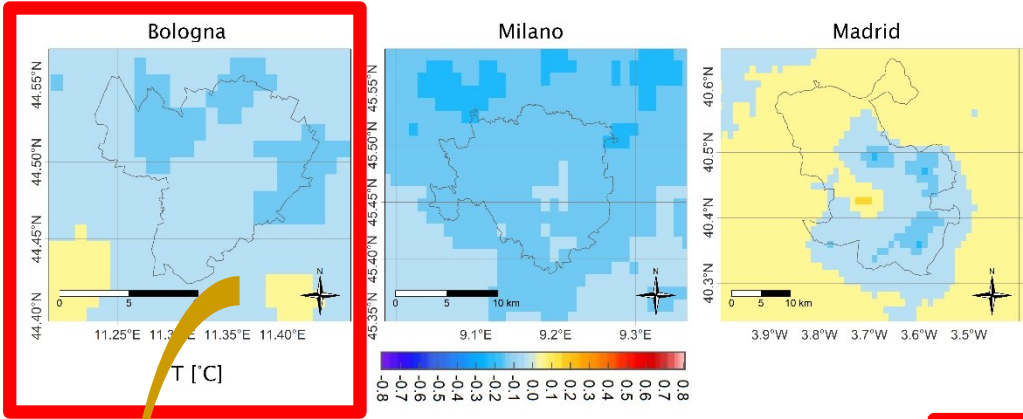 Bologna
44.55°N
44.50°N
44.45°N
44.40°N
0 5
N
11.25°E 11.35°E 11.40°E
T [°C]
Milano
45.55°N
45.50°N
45.45°N
45.40°N
45.35°N
0 5 10 km
N
9.1°E 9.2°E 9.3°E
-0.8 -0.7 -0.6 -0.5 -0.4 -0.3 -0.2 -0.1 0.0 0.1 0.2 0.3 0.4 0.5 0.6 0.7 0.8
Madrid
40.6°N
40.5°N
40.4°N
40.3°N
0 5 10 km
N
3.9°W 3.8°W 3.7°W 3.6°W 3.5°W